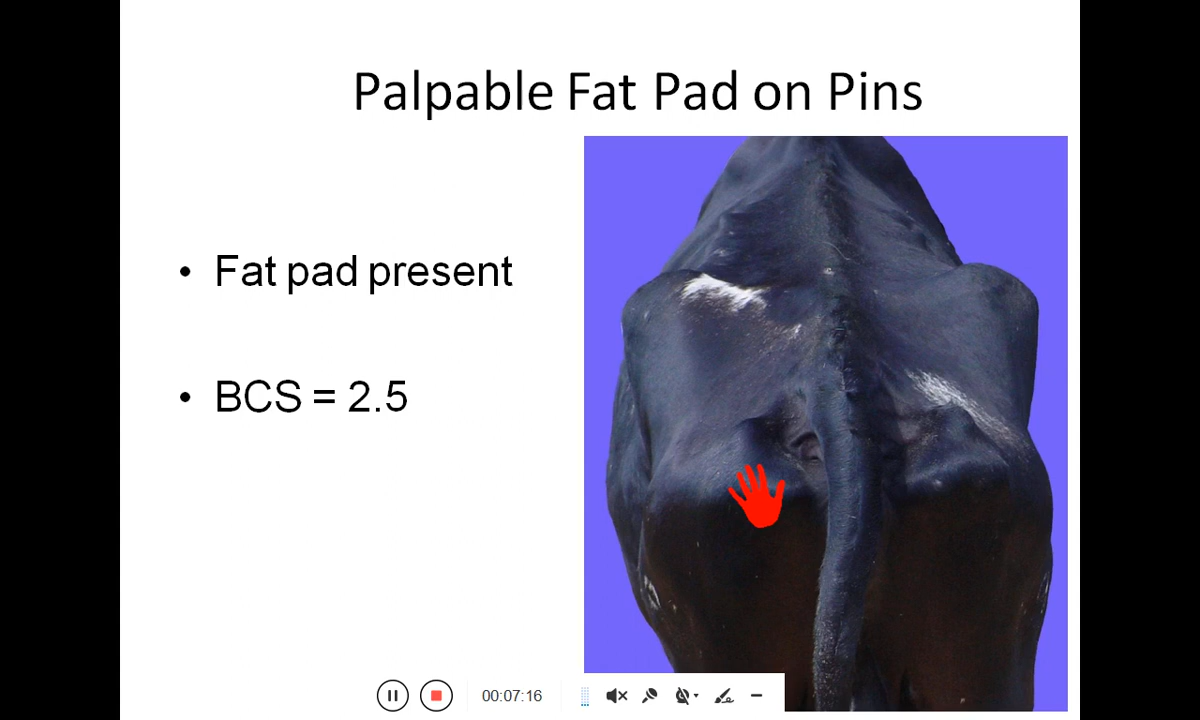 Palpable Fat Pad on Pins
• Fat pad present
• BCS = 2.5
00:07:16